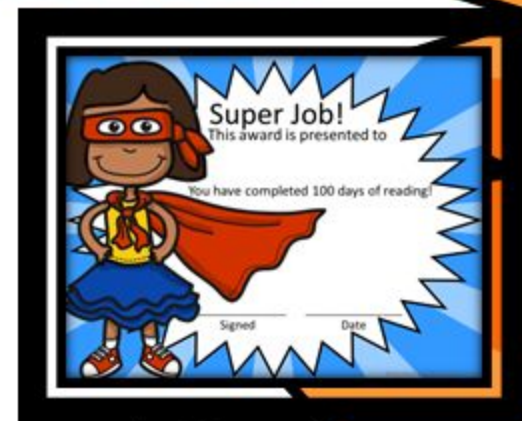 Super Job!
This award is presented to
You have completed 100 days of reading!
Signed Date